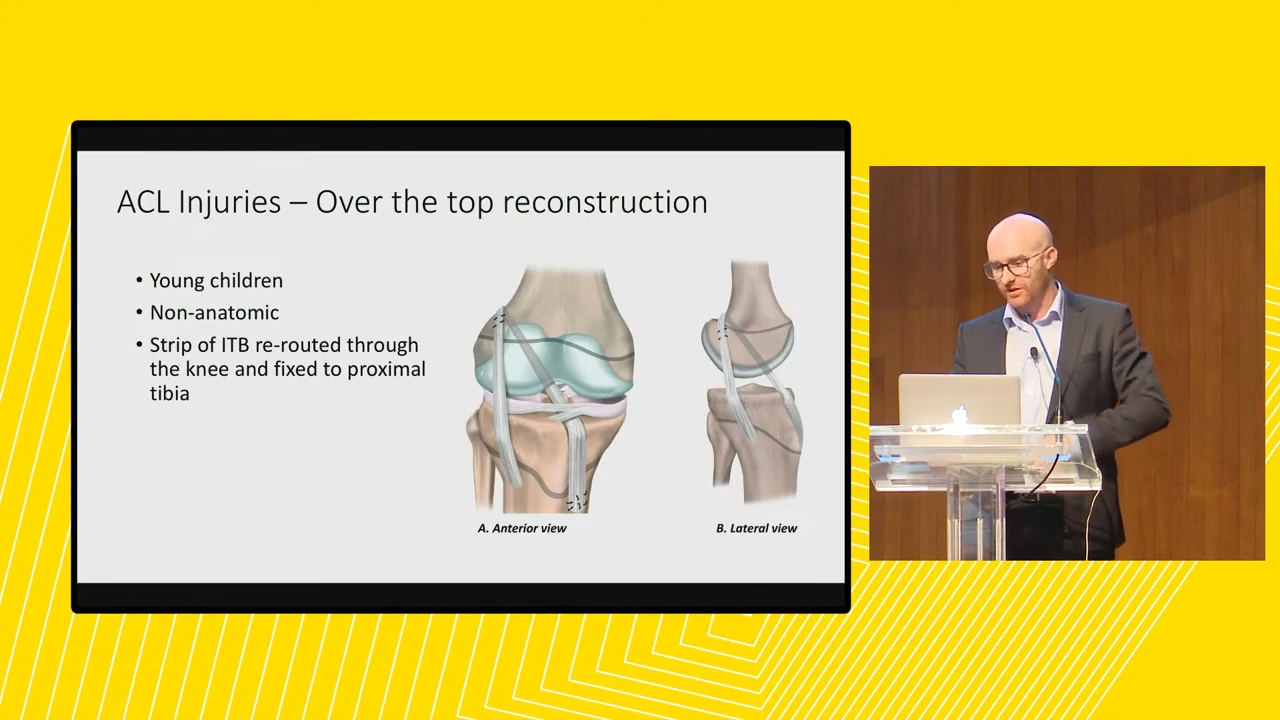 ACL Injuries – Over the top reconstruction
• Young children
• Non-anatomic
• Strip of ITB re-routed through
the knee and fixed to proximal
tibia
A. Anterior view
B. Lateral view